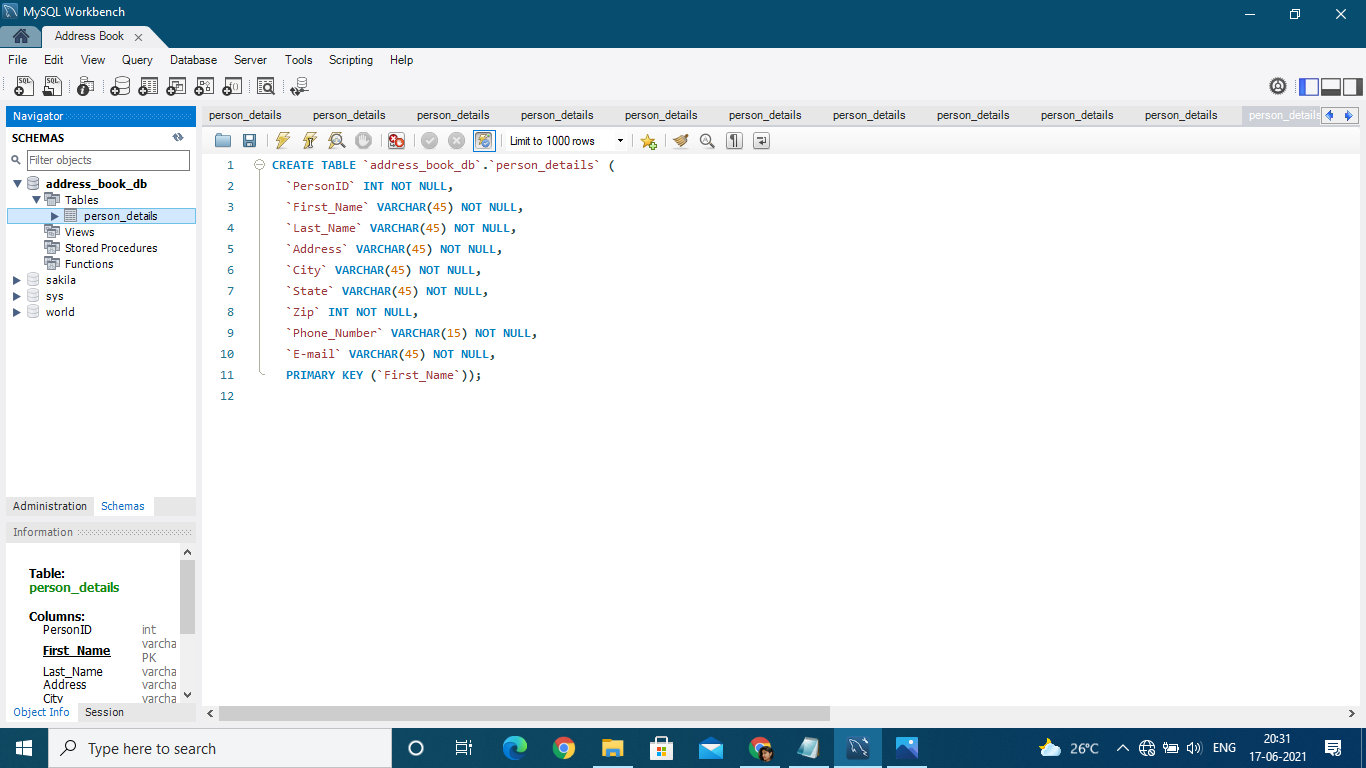 MySQL Workbench
Address Book
File Edit View Query Database Server Tools Scripting Help
Navigator
SCHEMAS
Filter objects
address_book_db
Tables
person_details
Views
Stored Procedures
Functions
sakila
sys
world
Administration Schemas
Information
Table:
person_details
Columns:
PersonID int
First_Name varcha
PK
Last_Name varcha
Address varcha
City varcha
Object Info Session
person_details person_details person_details person_details person_details person_details person_details person_details person_details person_details person_details
Limit to 1000 rows
1 CREATE TABLE `address_book_db`.`person_details` (
2 `PersonID` INT NOT NULL,
3 `First_Name` VARCHAR(45) NOT NULL,
4 `Last_Name` VARCHAR(45) NOT NULL,
5 `Address` VARCHAR(45) NOT NULL,
6 `City` VARCHAR(45) NOT NULL,
7 `State` VARCHAR(45) NOT NULL,
8 `Zip` INT NOT NULL,
9 `Phone_Number` VARCHAR(15) NOT NULL,
10 `E-mail` VARCHAR(45) NOT NULL,
11 PRIMARY KEY (`First_Name`));
12
Type here to search
26°C
ENG
20:31
17-06-2021